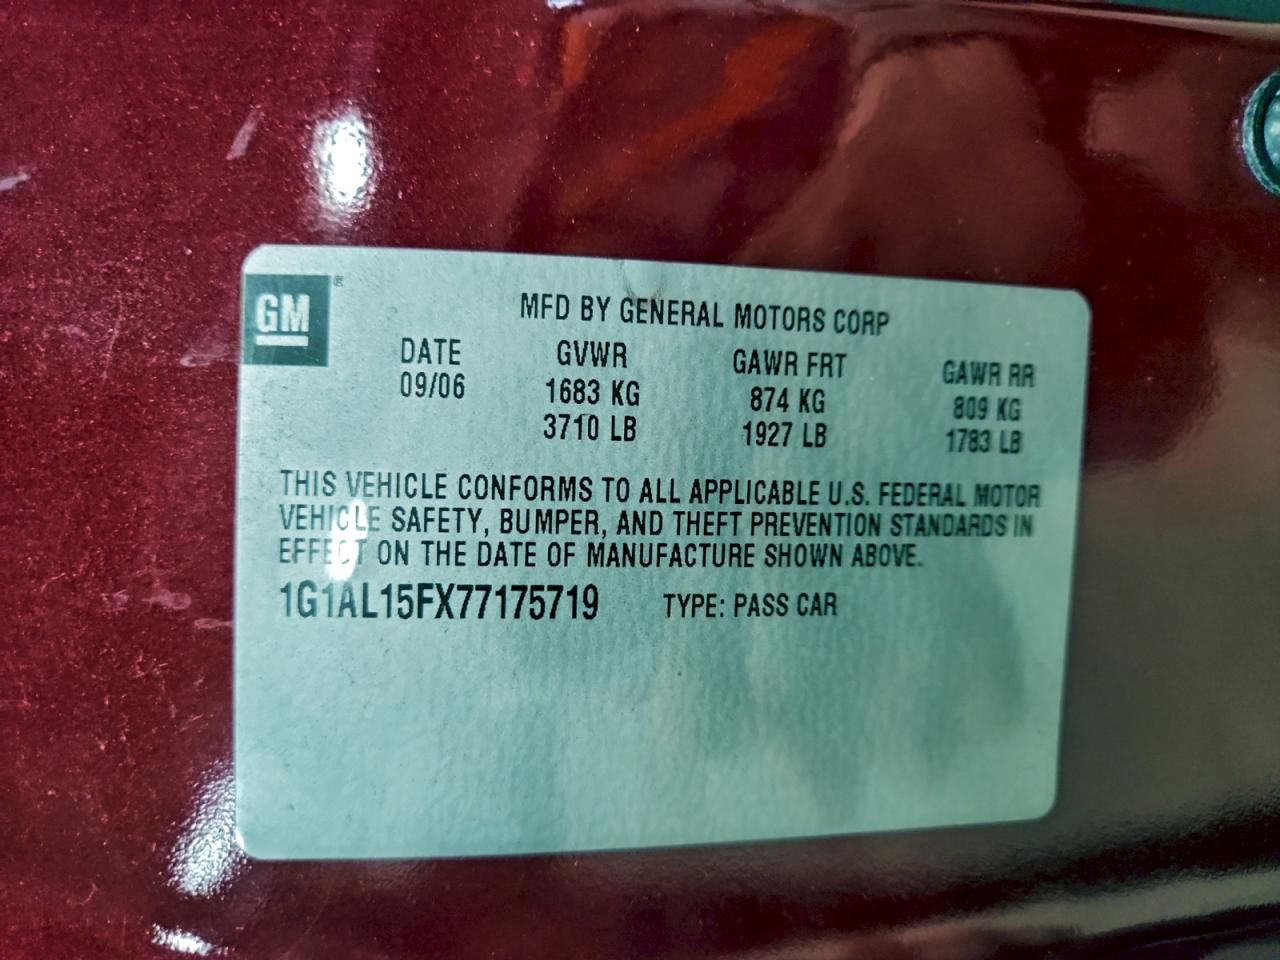 GM ®
MFD BY GENERAL MOTORS CORP
DATE GVWR GAWR FRT GAWR RR
09/06 1683 KG 874 KG 809 KG
3710 LB 1927 LB 1783 LB
THIS VEHICLE CONFORMS TO ALL APPLICABLE U.S. FEDERAL MOTOR
VEHICLE SAFETY, BUMPER, AND THEFT PREVENTION STANDARDS IN
EFFECT ON THE DATE OF MANUFACTURE SHOWN ABOVE.
1G1AL15FX77175719 TYPE: PASS CAR